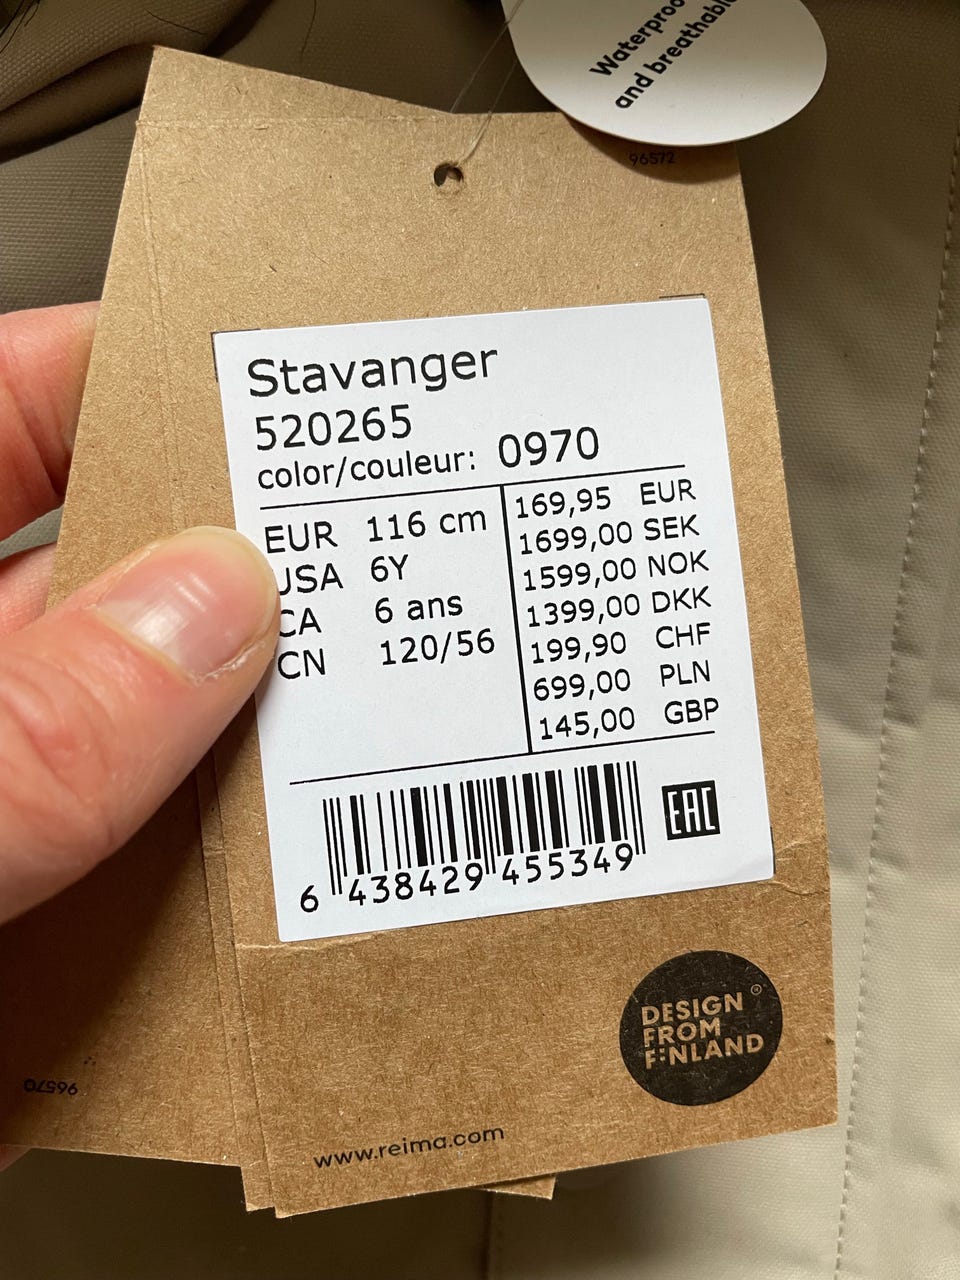 Waterproof
and breathable
96572
Stavanger
520265
color/couleur: 0970
EUR 116 cm
USA 6Y
CA 6 ans
CN 120/56
169,95 EUR
1699,00 SEK
1599,00 NOK
1399,00 DKK
199,90 CHF
699,00 PLN
145,00 GBP
6 438429 455349
EAC
DESIGN ®
FROM
FINLAND
96570
www.reima.com